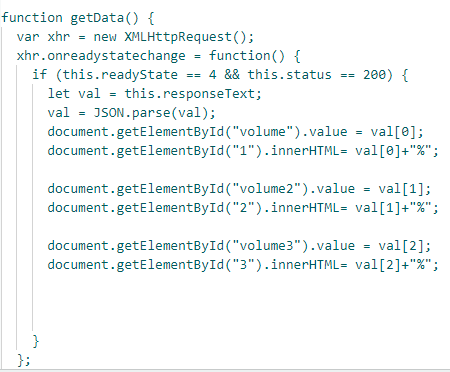 function getData() {
  var xhr = new XMLHttpRequest();
  xhr.onreadystatechange = function() {
    if (this.readyState == 4 && this.status == 200) {
      let val = this.responseText;
      val = JSON.parse(val);
      document.getElementById("volume").value = val[0];
      document.getElementById("1").innerHTML= val[0]+"%";
      document.getElementById("volume2").value = val[1];
      document.getElementById("2").innerHTML= val[1]+"%";
      document.getElementById("volume3").value = val[2];
      document.getElementById("3").innerHTML= val[2]+"%";
    }
  };